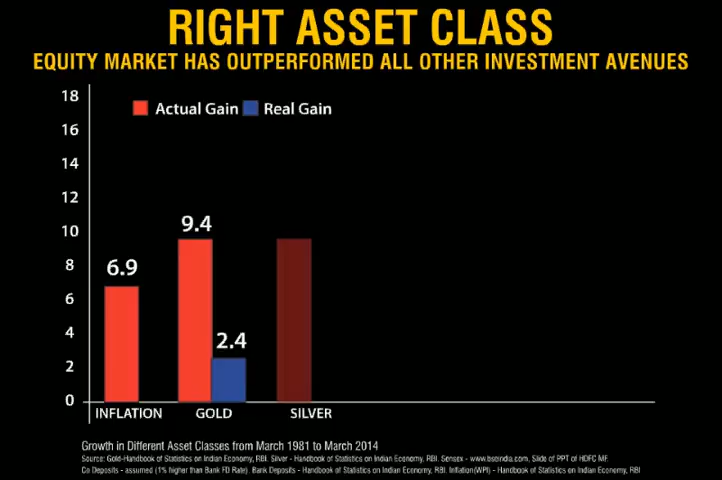 RIGHT ASSET CLASS
EQUITY MARKET HAS OUTPERFORMED ALL OTHER INVESTMENT AVENUES
18
Actual Gain Real Gain
16
14
12
10
9.4
8
6.9
6
4
2.4
2
0
INFLATION GOLD SILVER
Growth in Different Asset Classes from March 1981 to March 2014
Source: Gold-Handbook of Statistics on Indian Economy, RBI. Silver - Handbook of Statistics on Indian Economy, RBI. Sensex - www.bseindia.com, Slide of PPT of HDFC MF.
Co Deposits - assumed (1% higher than Bank FD Rate). Bank Deposits - Handbook of Statistics on Indian Economy, RBI. Inflation(WPI) - Handbook of Statistics on Indian Economy, RBI